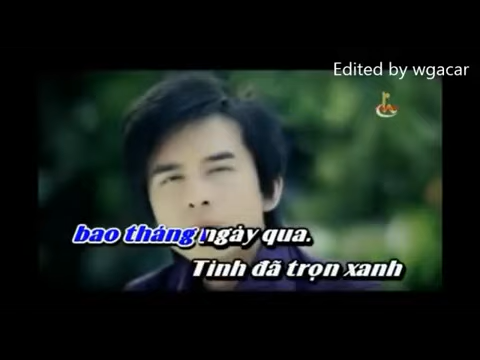 Edited by wgacar
bao tháng ngày qua.
Tình đã trọn xanh